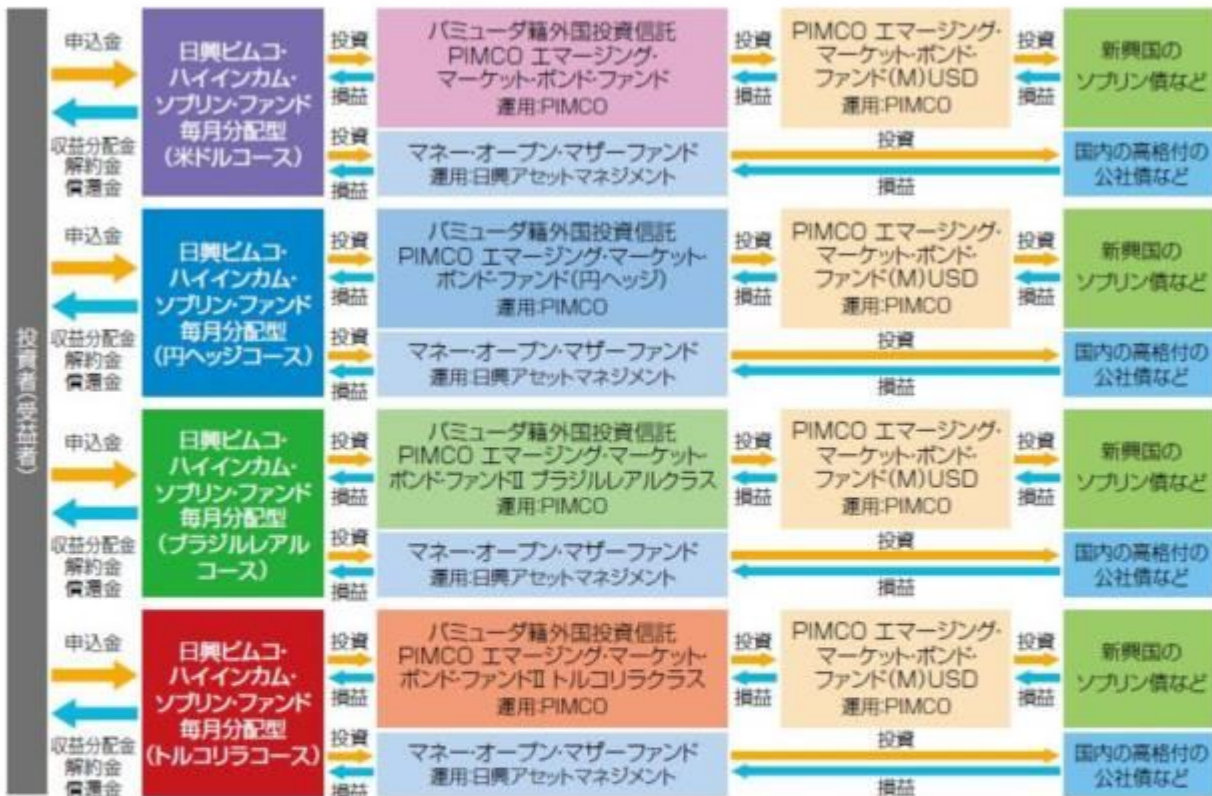 投資者(受益者)
申込金
収益分配金
解約金
償還金
日興ピムコ・
ハイインカム・
ソブリン・ファンド
毎月分配型
(米ドルコース)
投資
損益
投資
損益
バミューダ籍外国投資信託
PIMCO エマージング・
マーケット・ボンド・ファンド
運用:PIMCO
投資
損益
PIMCO エマージング・
マーケット・ボンド・
ファンド(M)USD
運用:PIMCO
投資
損益
新興国の
ソブリン債など
マネー・オープン・マザーファンド
運用:日興アセットマネジメント
投資
損益
国内の高格付の
公社債など
申込金
収益分配金
解約金
償還金
日興ピムコ・
ハイインカム・
ソブリン・ファンド
毎月分配型
(円ヘッジコース)
投資
損益
投資
損益
バミューダ籍外国投資信託
PIMCO エマージング・マーケット・
ボンド・ファンド(円ヘッジ)
運用:PIMCO
投資
損益
PIMCO エマージング・
マーケット・ボンド・
ファンド(M)USD
運用:PIMCO
投資
損益
新興国の
ソブリン債など
マネー・オープン・マザーファンド
運用:日興アセットマネジメント
投資
損益
国内の高格付の
公社債など
申込金
収益分配金
解約金
償還金
日興ピムコ・
ハイインカム・
ソブリン・ファンド
毎月分配型
(ブラジルレアル
コース)
投資
損益
投資
損益
バミューダ籍外国投資信託
PIMCO エマージング・マーケット・
ボンド・ファンドⅡ ブラジルレアルクラス
運用:PIMCO
投資
損益
PIMCO エマージング・
マーケット・ボンド・
ファンド(M)USD
運用:PIMCO
投資
損益
新興国の
ソブリン債など
マネー・オープン・マザーファンド
運用:日興アセットマネジメント
投資
損益
国内の高格付の
公社債など
申込金
収益分配金
解約金
償還金
日興ピムコ・
ハイインカム・
ソブリン・ファンド
毎月分配型
(トルコリラコース)
投資
損益
投資
損益
バミューダ籍外国投資信託
PIMCO エマージング・マーケット・
ボンド・ファンドⅡ トルコリラクラス
運用:PIMCO
投資
損益
PIMCO エマージング・
マーケット・ボンド・
ファンド(M)USD
運用:PIMCO
投資
損益
新興国の
ソブリン債など
マネー・オープン・マザーファンド
運用:日興アセットマネジメント
投資
損益
国内の高格付の
公社債など